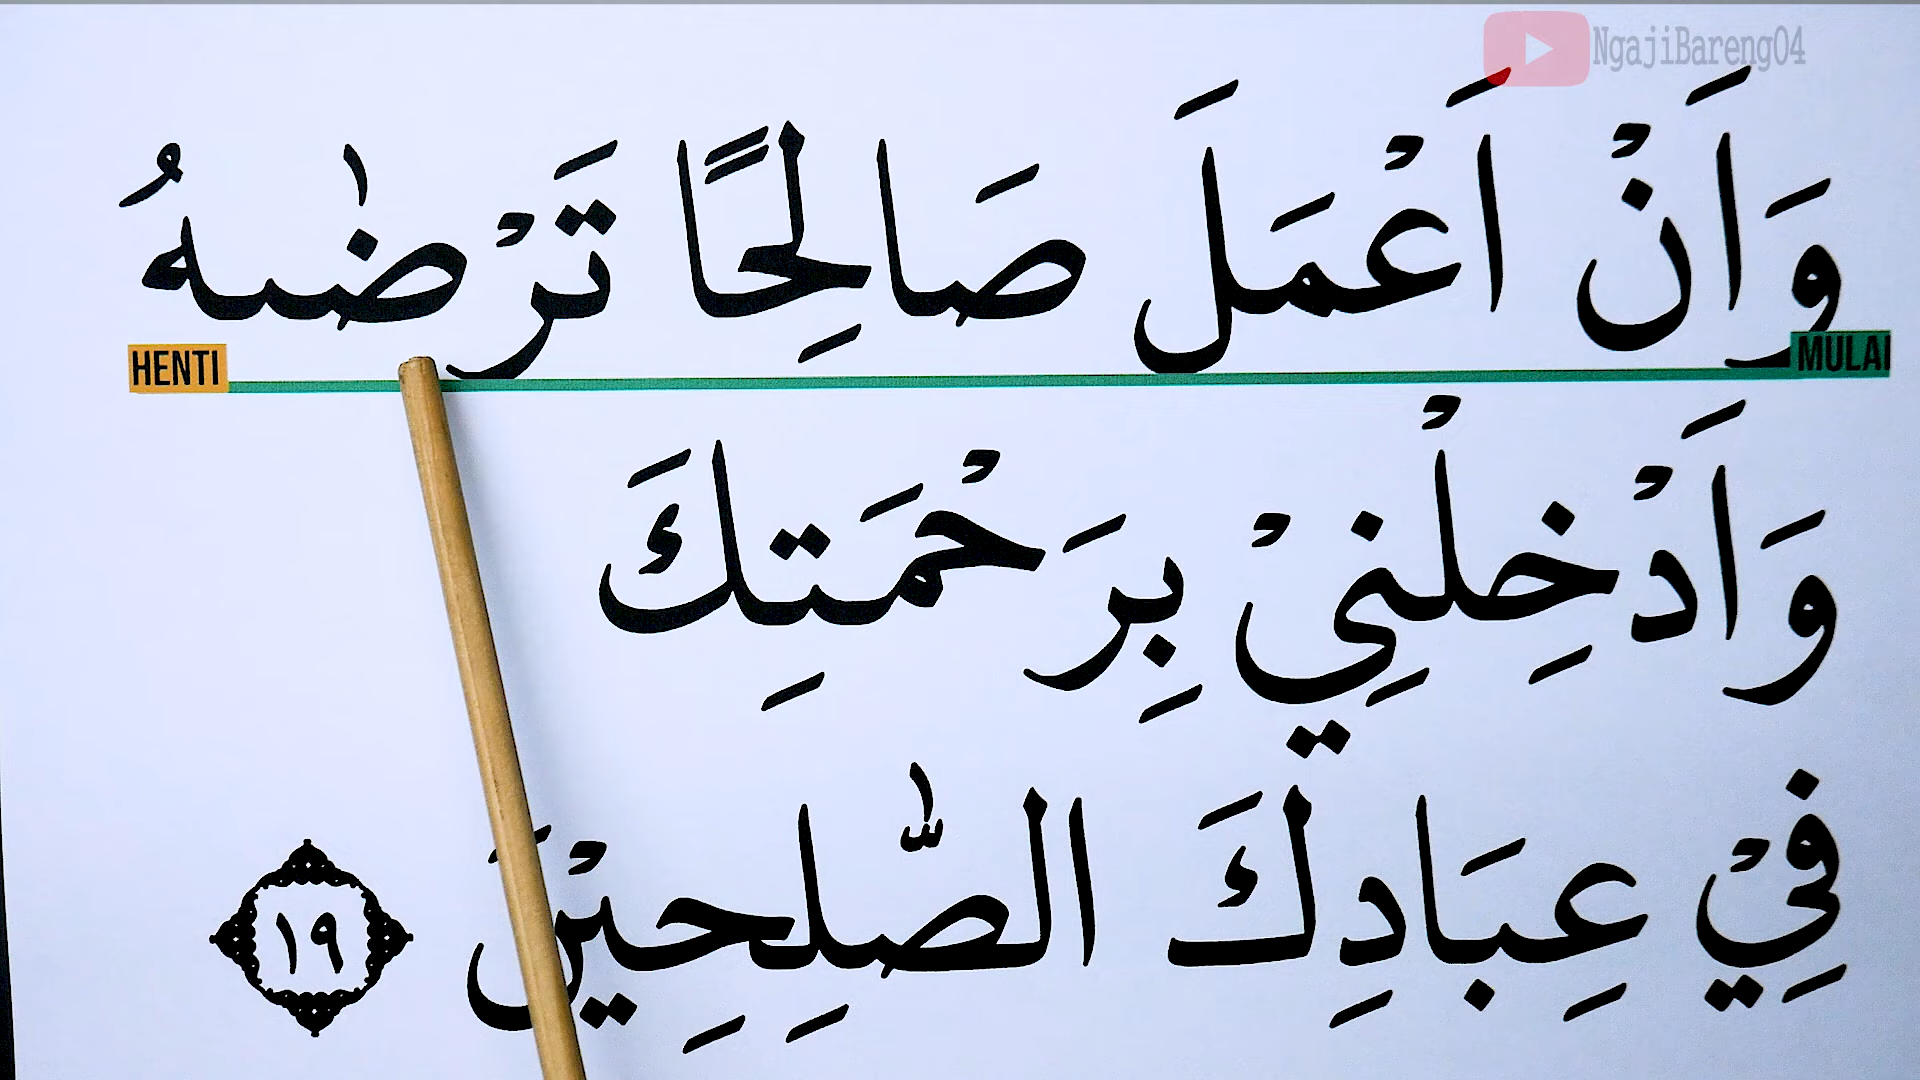 NgajiBareng04
وَاَنْ اَعْمَلَ صَالِحًا تَرْضٰىهُ
HENTI MULAI
وَاَدْخِلْنِيْ بِرَحْمَتِكَ
فِيْ عِبَادِكَ الصّٰلِحِيْنَ ١٩